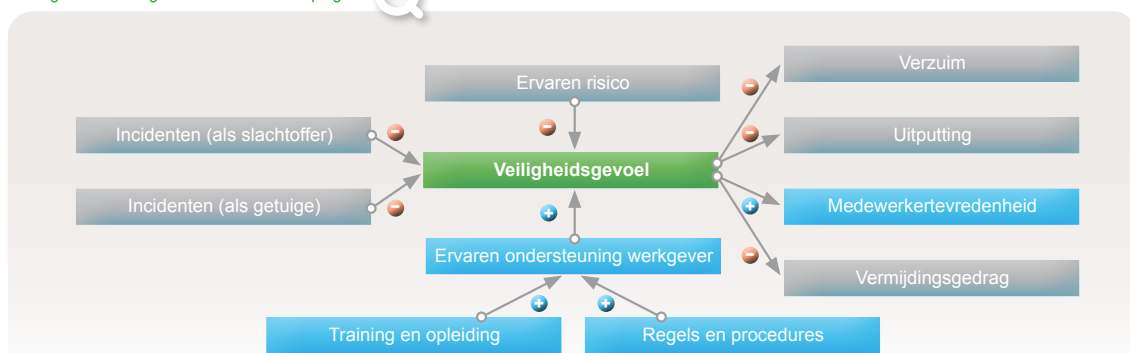 Ervaren risico
Verzuim
Incidenten (als slachtoffer)
Uitputting
Veiligheidsgevoel
Incidenten (als getuige)
Medewerkertevredenheid
Ervaren ondersteuning werkgever
Vermijdingsgedrag
Training en opleiding
Regels en procedures